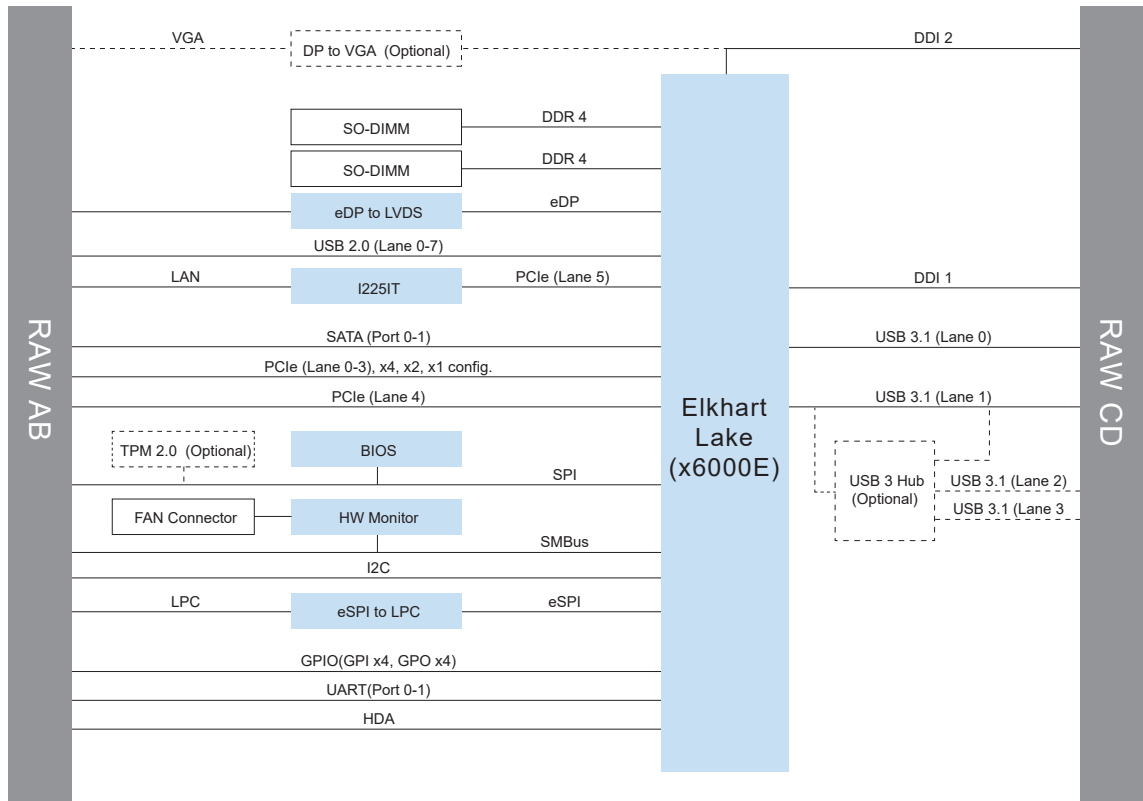 VGA
DP to VGA (Optional)
DDI 2
SO-DIMM
DDR 4
SO-DIMM
DDR 4
eDP to LVDS
eDP
USB 2.0 (Lane 0-7)
LAN
I225IT
PCIe (Lane 5)
DDI 1
SATA (Port 0-1)
USB 3.1 (Lane 0)
PCIe (Lane 0-3), x4, x2, x1 config.
PCIe (Lane 4)
USB 3.1 (Lane 1)
RAW AB
Elkhart
Lake
(x6000E)
RAW CD
TPM 2.0 (Optional)
BIOS
SPI
USB 3 Hub
(Optional)
USB 3.1 (Lane 2)
USB 3.1 (Lane 3
FAN Connector
HW Monitor
SMBus
I2C
LPC
eSPI to LPC
eSPI
GPIO(GPI x4, GPO x4)
UART(Port 0-1)
HDA